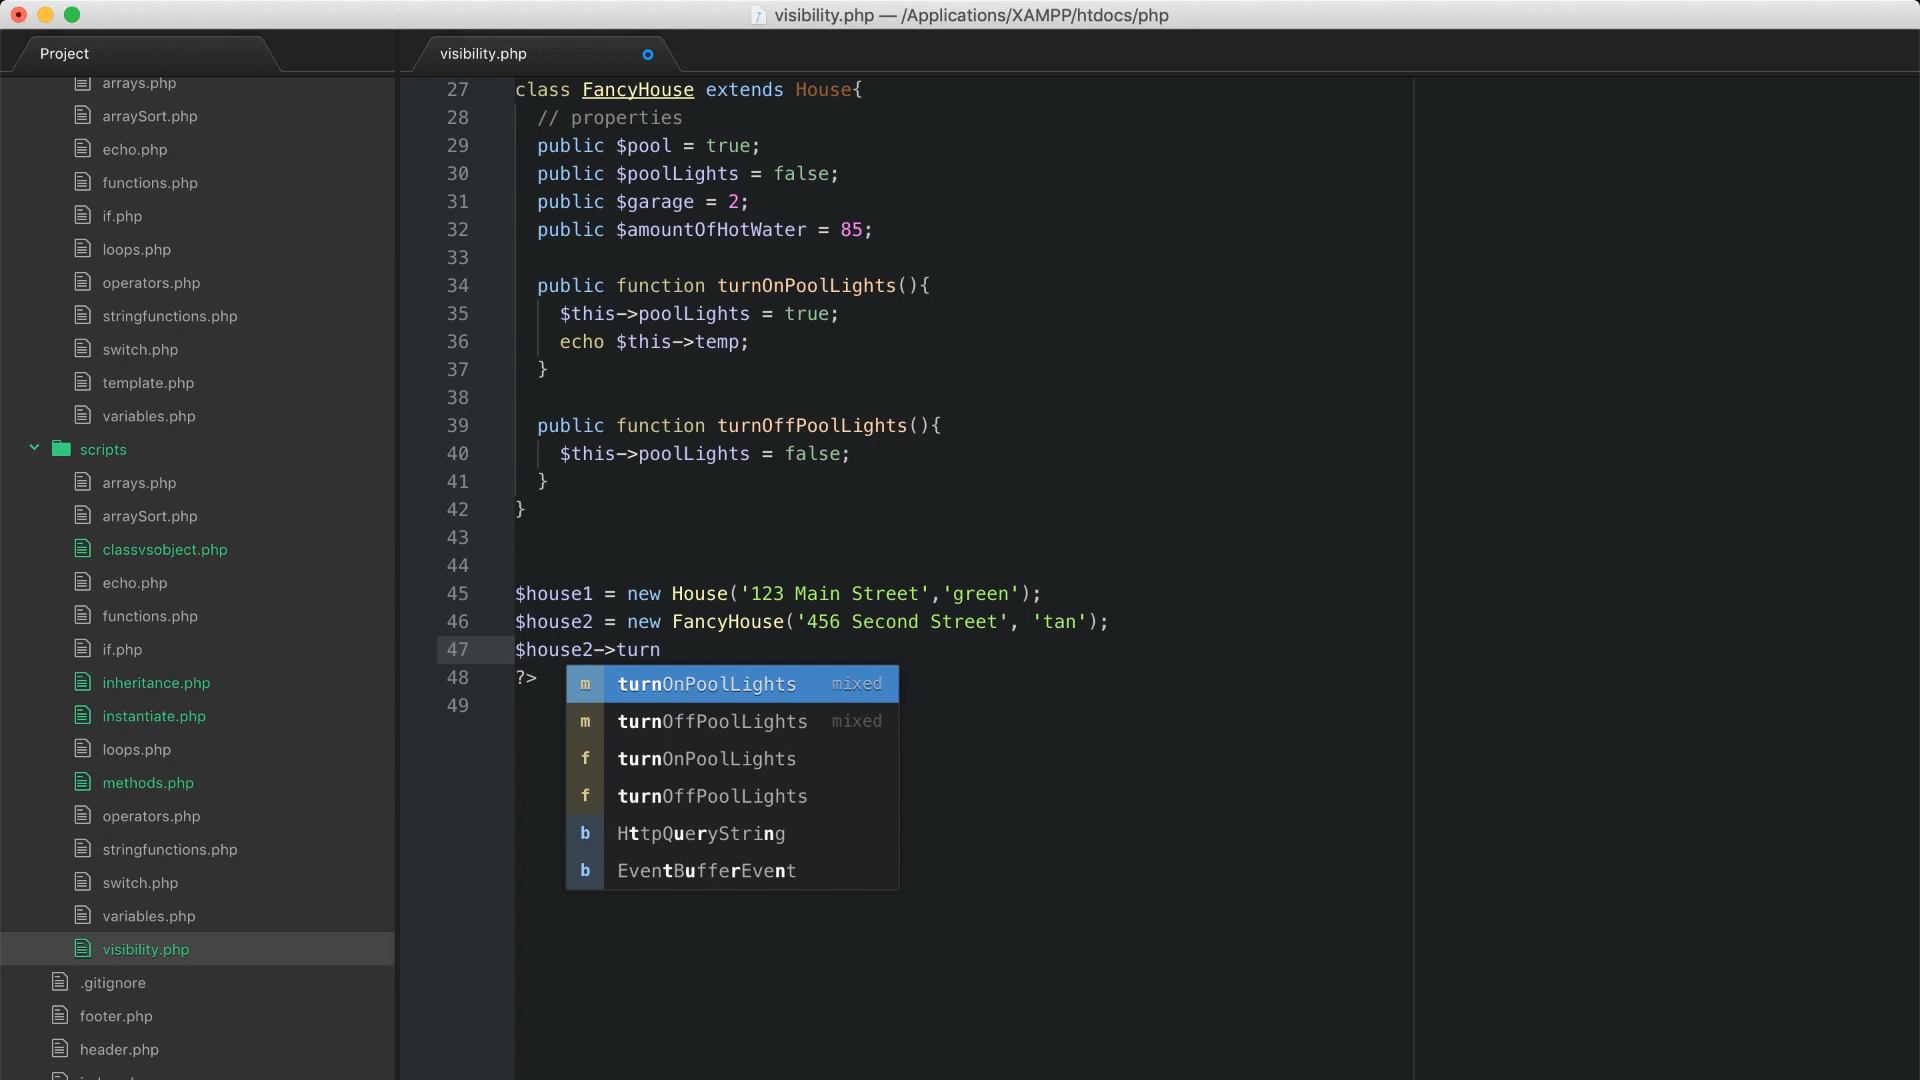 visibility.php — /Applications/XAMPP/htdocs/php
Project
visibility.php
arrays.php
arraySort.php
echo.php
functions.php
if.php
loops.php
operators.php
stringfunctions.php
switch.php
template.php
variables.php
scripts
arrays.php
arraySort.php
classvsobject.php
echo.php
functions.php
if.php
inheritance.php
instantiate.php
loops.php
methods.php
operators.php
stringfunctions.php
switch.php
variables.php
visibility.php
.gitignore
footer.php
header.php
27 class FancyHouse extends House{
28 // properties
29 public $pool = true;
30 public $poolLights = false;
31 public $garage = 2;
32 public $amountOfHotWater = 85;
33
34 public function turnOnPoolLights(){
35 $this->poolLights = true;
36 echo $this->temp;
37 }
38
39 public function turnOffPoolLights(){
40 $this->poolLights = false;
41 }
42 }
43
44
45 $house1 = new House('123 Main Street','green');
46 $house2 = new FancyHouse('456 Second Street', 'tan');
47 $house2->turn
48 ?>
49
m turnOnPoolLights mixed
m turnOffPoolLights mixed
f turnOnPoolLights
f turnOffPoolLights
b HttpQueryString
b EventBufferEvent